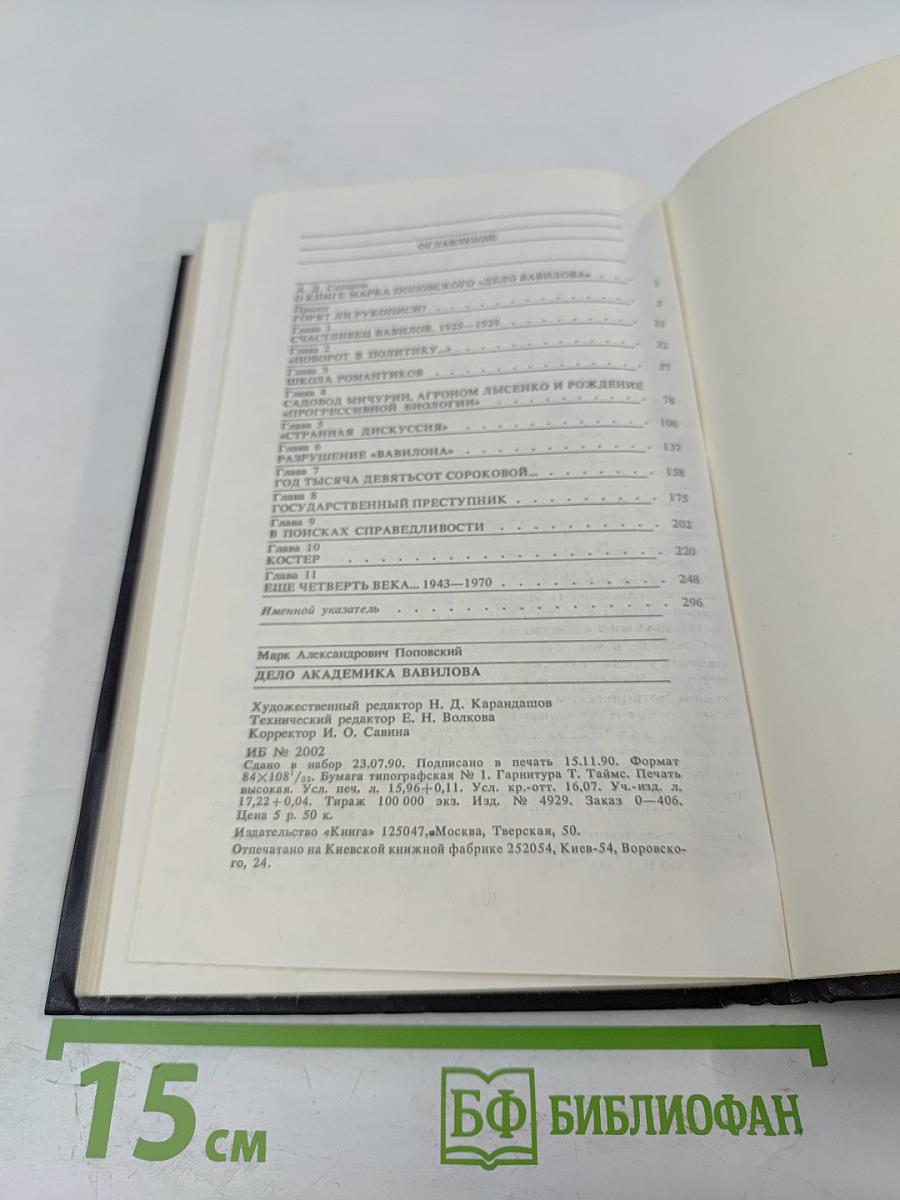 ОГЛАВЛЕНИЕ
А. Д. Сахаров
О КНИГЕ МАРКА ПОПОВСКОГО «ДЕЛО ВАВИЛОВА» . . .
Пролог
ГОРЯТ ЛИ РУКОПИСИ?
Глава 1
СЧАСТЛИВЕЦ ВАВИЛОВ. 1925—1929 25
Глава 2
«ПОВОРОТ В ПОЛИТИКУ...» 32
Глава 3
ШКОЛА РОМАНТИКОВ 57
Глава 4
САДОВОД МИЧУРИН, АГРОНОМ ЛЫСЕНКО И РОЖДЕНИЕ
«ПРОГРЕССИВНОЙ БИОЛОГИИ» 78
Глава 5
«СТРАННАЯ ДИСКУССИЯ» 106
Глава 6
РАЗРУШЕНИЕ «ВАВИЛОНА» 137
Глава 7
ГОД ТЫСЯЧА ДЕВЯТЬСОТ СОРОКОВОЙ... 158
Глава 8
ГОСУДАРСТВЕННЫЙ ПРЕСТУПНИК 175
Глава 9
В ПОИСКАХ СПРАВЕДЛИВОСТИ 202
Глава 10
КОСТЕР 220
Глава 11
ЕЩЕ ЧЕТВЕРТЬ ВЕКА... 1943—1970 248
Именной указатель 296
Марк Александрович Поповский
ДЕЛО АКАДЕМИКА ВАВИЛОВА
Художественный редактор Н. Д. Карандашов
Технический редактор Е. Н. Волкова
Корректор И. О. Савина
ИБ № 2002
Сдано в набор 23.07.90. Подписано в печать 15.11.90. Формат
84×108¹/₃₂. Бумага типографская № 1. Гарнитура Т. Таймс. Печать
высокая. Усл. печ. л. 15,96+0,11. Усл. кр.-отт. 16,07. Уч.-изд. л.
17,22+0,04. Тираж 100 000 экз. Изд. № 4929. Заказ 0—406.
Цена 5 р. 50 к.
Издательство «Книга» 125047, Москва, Тверская, 50.
Отпечатано на Киевской книжной фабрике 252054, Киев-54, Воровско-
го, 24.
15 см
БФ БИБЛИОФАН